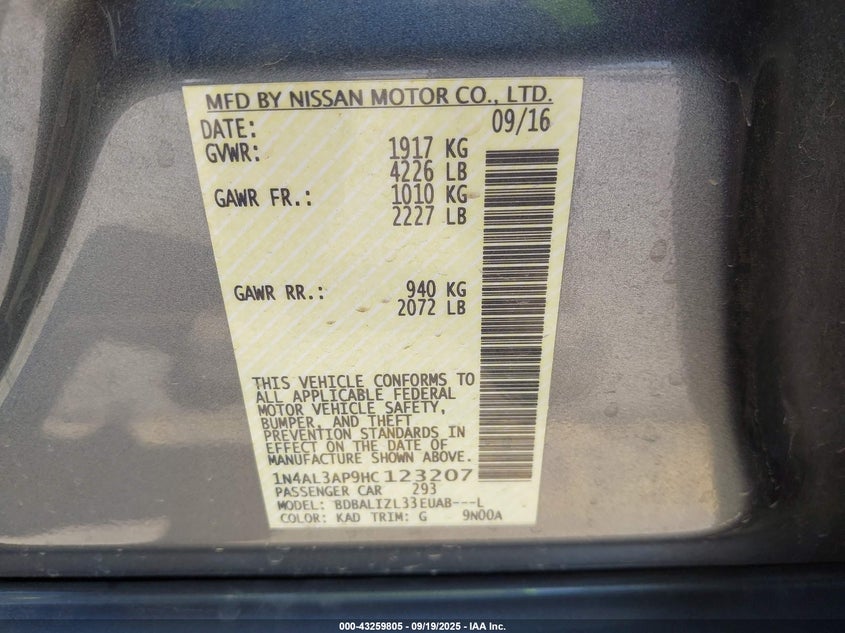 MFD BY NISSAN MOTOR CO., LTD.
DATE: 09/16
GVWR: 1917 KG
4226 LB
GAWR FR.: 1010 KG
2227 LB
GAWR RR.: 940 KG
2072 LB
THIS VEHICLE CONFORMS TO
ALL APPLICABLE FEDERAL
MOTOR VEHICLE SAFETY,
BUMPER, AND THEFT
PREVENTION STANDARDS IN
EFFECT ON THE DATE OF
MANUFACTURE SHOWN ABOVE.
1N4AL3AP9HC123207
PASSENGER CAR 293
MODEL: BDBALIZL33EUAB---L
COLOR: KAD TRIM: G 9N00A
000-43259805 - 09/19/2025 - IAA Inc.